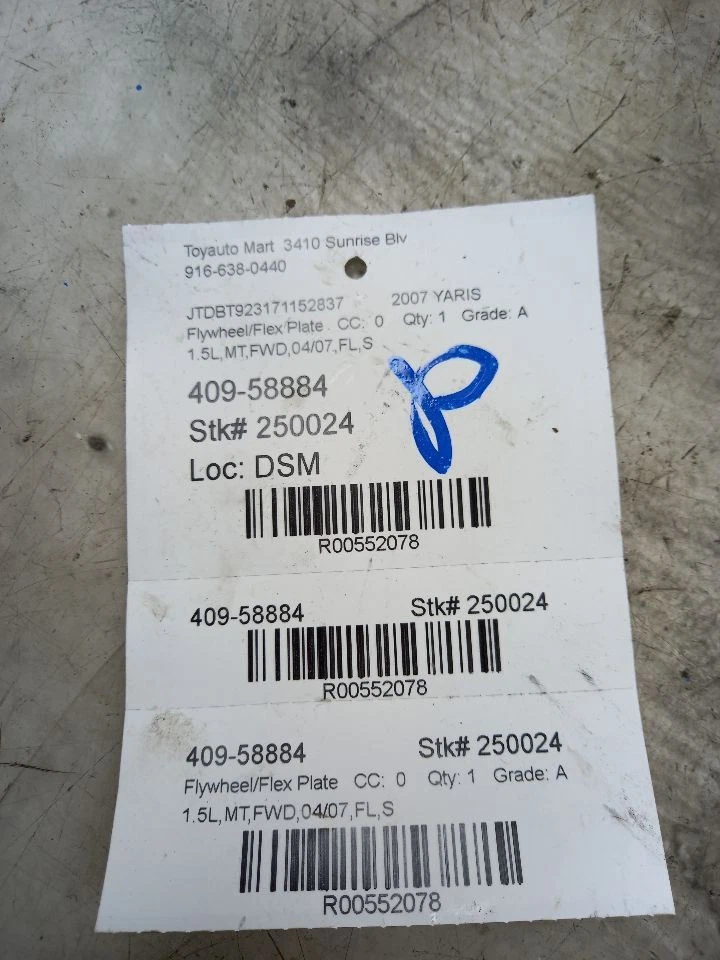 Toyauto Mart 3410 Sunrise Blv
916-638-0440
JTDBT923171152837 2007 YARIS
Flywheel/Flex Plate CC: 0 Qty: 1 Grade: A
1.5L,MT,FWD,04/07,FL,S
409-58884
Stk# 250024
Loc: DSM
P
R00552078
409-58884 Stk# 250024
R00552078
409-58884 Stk# 250024
Flywheel/Flex Plate CC: 0 Qty: 1 Grade: A
1.5L,MT,FWD,04/07,FL,S
R00552078